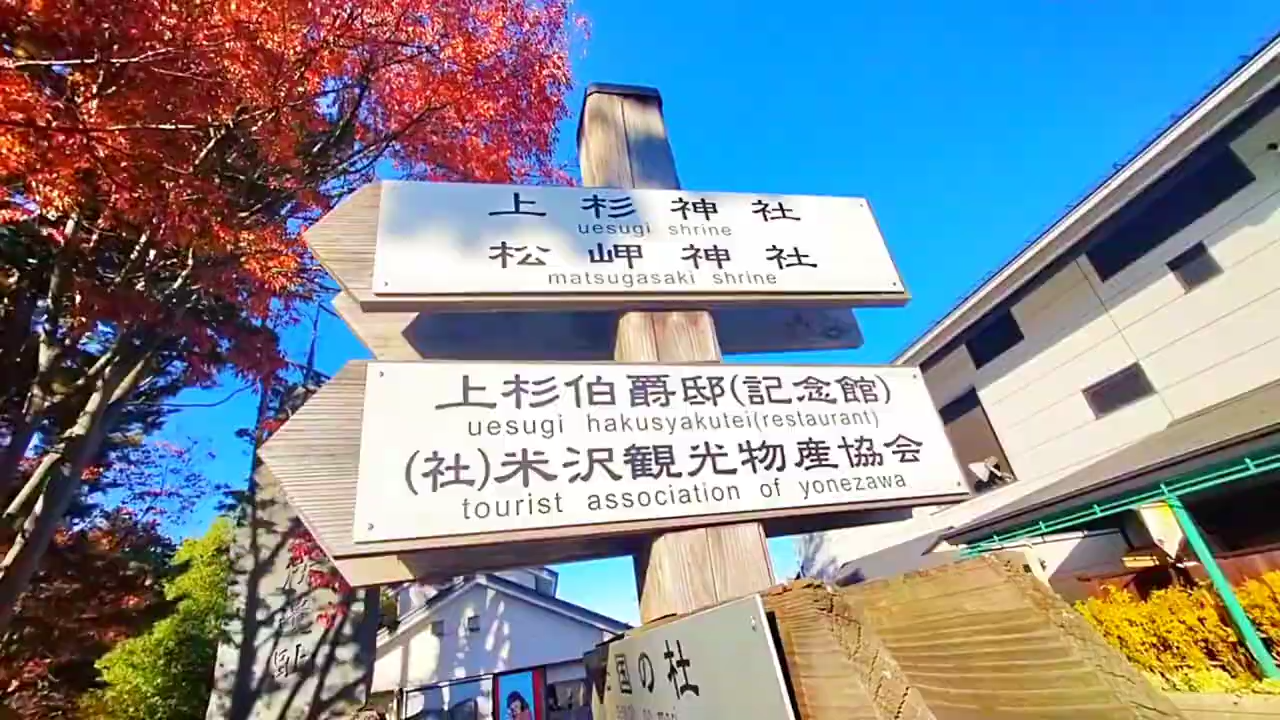 上杉神社
uesugi shrine
松岬神社
matsugasaki shrine
上杉伯爵邸(記念館)
uesugi hakusyakutei(restaurant)
(社)米沢観光物産協会
tourist association of yonezawa
国の社